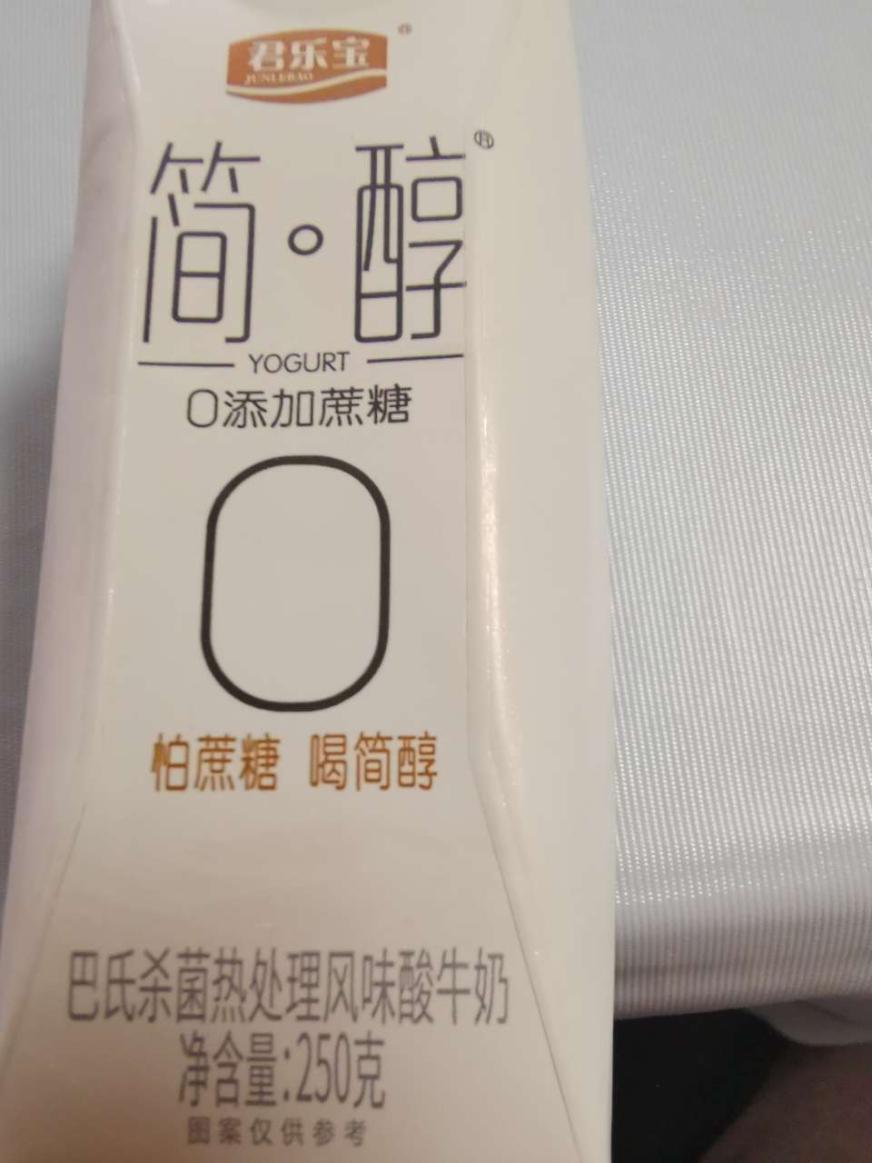 君乐宝
JUNLEBAO
简·醇
YOGURT
0添加蔗糖
0
怕蔗糖 喝简醇
巴氏杀菌热处理风味酸牛奶
净含量:250克
图案仅供参考